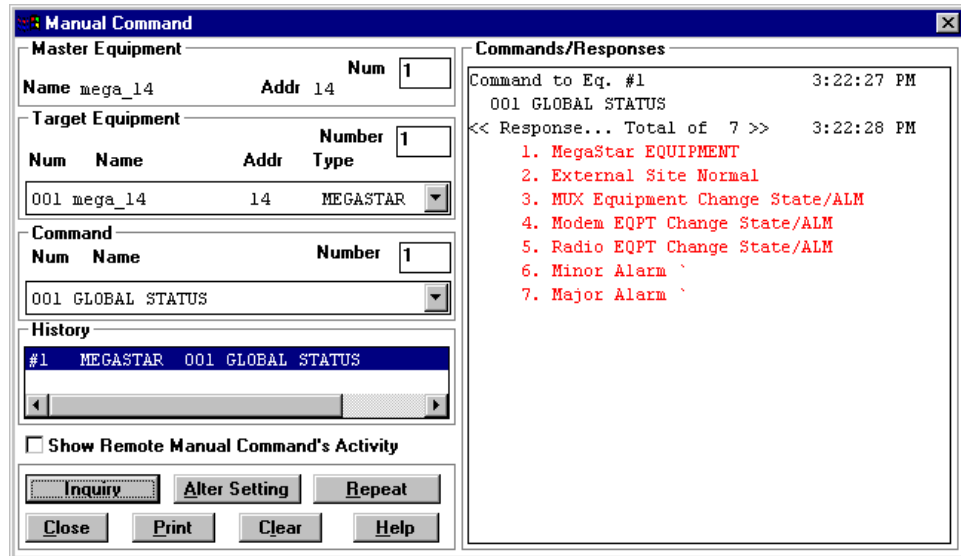 Manual Command
Master Equipment
Num 1
Name mega_14 Addr 14
Target Equipment
Number 1
Num Name Addr Type
001 mega_14 14 MEGASTAR
Command
Num Name Number 1
001 GLOBAL STATUS
History
#1 MEGASTAR 001 GLOBAL STATUS
Show Remote Manual Command's Activity
Inquiry Alter Setting Repeat
Close Print Clear Help
Commands/Responses
Command to Eq. #1 3:22:27 PM
001 GLOBAL STATUS
<< Response... Total of 7 >> 3:22:28 PM
1. MegaStar EQUIPMENT
2. External Site Normal
3. MUX Equipment Change State/ALM
4. Modem EQPT Change State/ALM
5. Radio EQPT Change State/ALM
6. Minor Alarm `
7. Major Alarm `